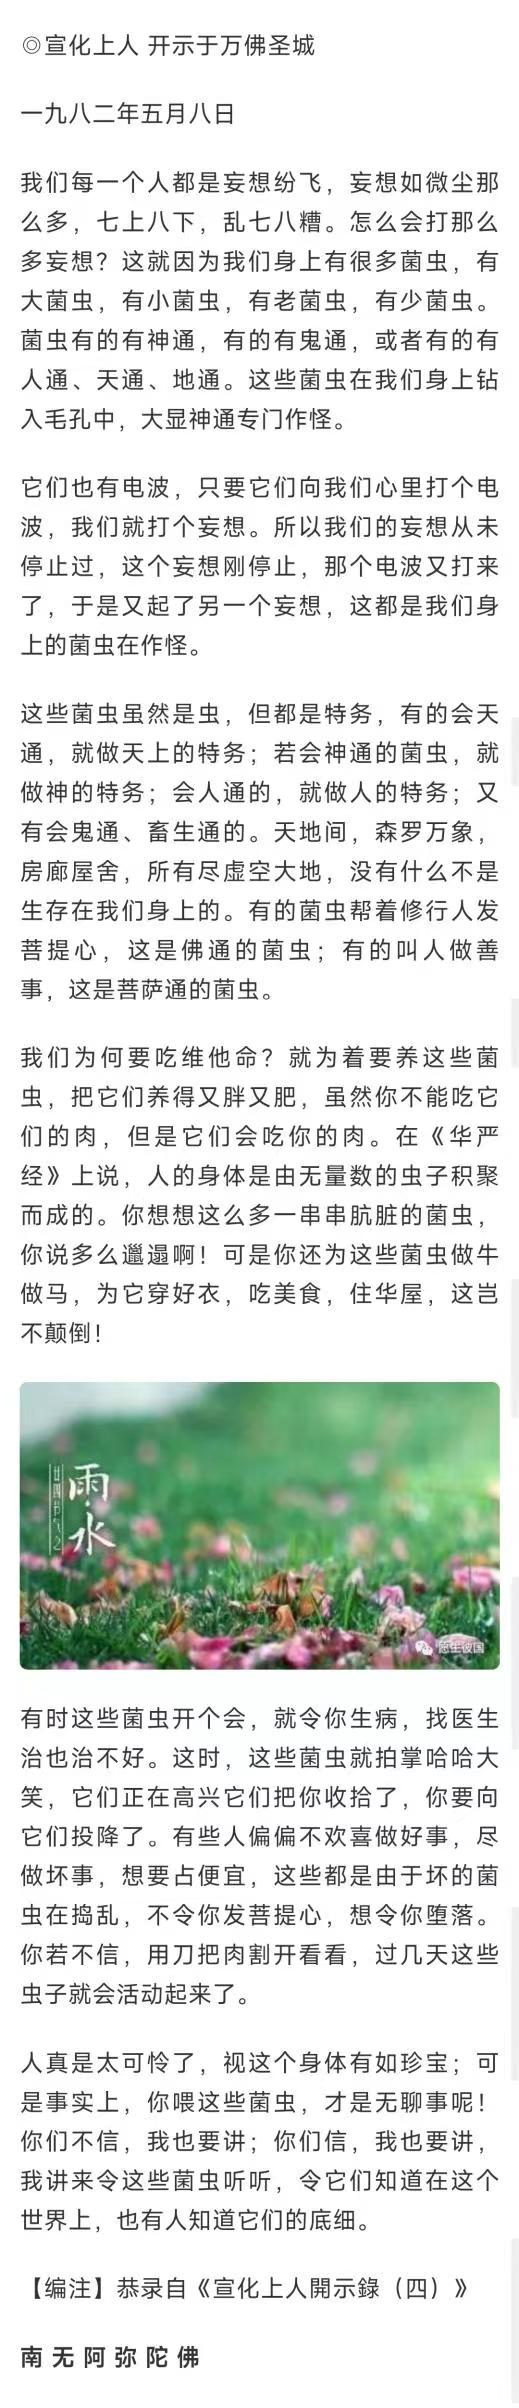 ◎宣化上人 开示于万佛圣城
一九八二年五月八日
我们每一个人都是妄想纷飞，妄想如微尘那
么多，七上八下，乱七八糟。怎么会打那么
多妄想？这就因为我们身上有很多菌虫，有
大菌虫，有小菌虫，有老菌虫，有少菌虫。
菌虫有的有神通，有的有鬼通，或者有的有
人通、天通、地通。这些菌虫在我们身上钻
入毛孔中，大显神通专门作怪。
它们也有电波，只要它们向我们心里打个电
波，我们就打个妄想。所以我们的妄想从未
停止过，这个妄想刚停止，那个电波又打来
了，于是又起了另一个妄想，这都是我们身
上的菌虫在作怪。
这些菌虫虽然是虫，但都是特务，有的会天
通，就做天上的特务；若会神通的菌虫，就
做神的特务；会人通的，就做人的特务；又
有会鬼通、畜生通的。天地间，森罗万象，
房廊屋舍，所有尽虚空大地，没有什么不是
生存在我们身上的。有的菌虫帮着修行人发
菩提心，这是佛通的菌虫；有的叫人做善
事，这是菩萨通的菌虫。
我们为何要吃维他命？就为着要养这些菌
虫，把它们养得又胖又肥，虽然你不能吃它
们的肉，但是它们会吃你的肉。在《华严
经》上说，人的身体是由无量数的虫子积聚
而成的。你想想这么多一串串肮脏的菌虫，
你说多么邋遢啊！可是你还为这些菌虫做牛
做马，为它穿好衣，吃美食，住华屋，这岂
不颠倒！
雨水
廿四节气之2
愿生彼国
有时这些菌虫开个会，就令你生病，找医生
治也治不好。这时，这些菌虫就拍掌哈哈大
笑，它们正在高兴它们把你收拾了，你要向
它们投降了。有些人偏偏不欢喜做好事，尽
做坏事，想要占便宜，这些都是由于坏的菌
虫在捣乱，不令你发菩提心，想令你堕落。
你若不信，用刀把肉割开看看，过几天这些
虫子就会活动起来了。
人真是太可怜了，视这个身体有如珍宝；可
是事实上，你喂这些菌虫，才是无聊事呢！
你们不信，我也要讲；你们信，我也要讲，
我讲来令这些菌虫听听，令它们知道在这个
世界上，也有人知道它们的底细。
【编注】恭录自《宣化上人開示錄（四）》
南无阿弥陀佛